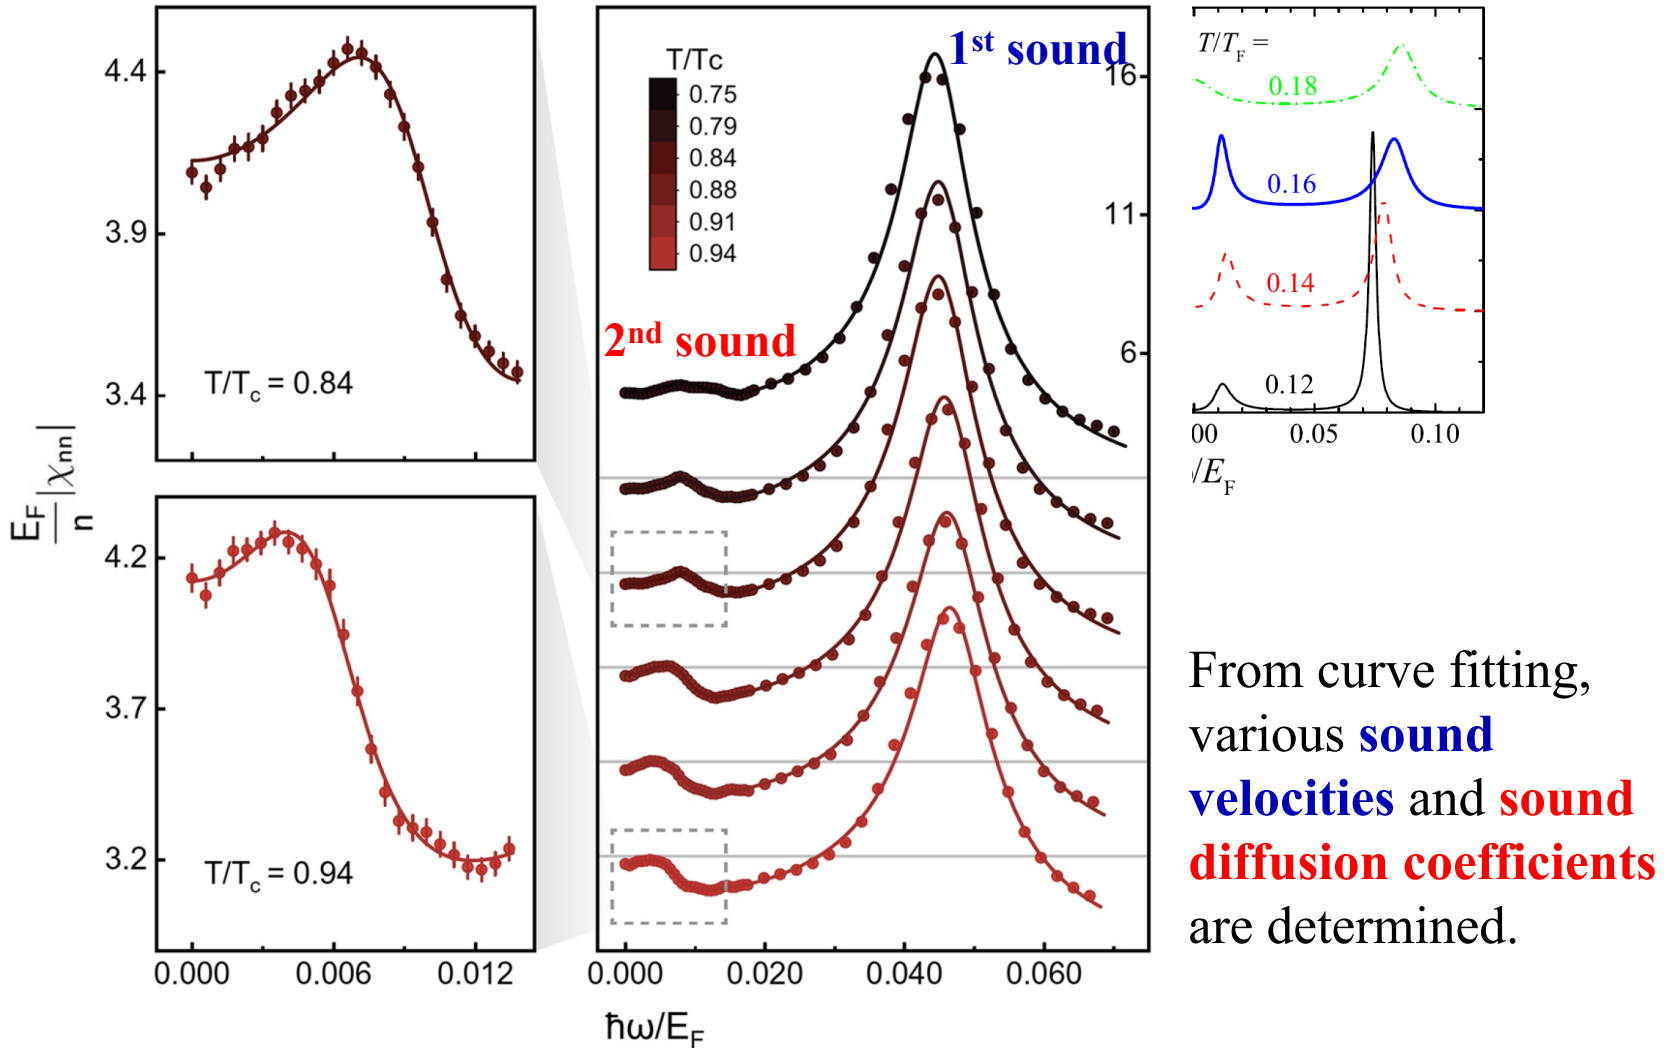 4.4
3.9
3.4
T/Tc = 0.84
E_F/n |χnn|
4.2
3.7
3.2
T/Tc = 0.94
0.000 0.006 0.012
T/Tc
0.75
0.79
0.84
0.88
0.91
0.94
1st sound
2nd sound
16
11
6
0.000 0.020 0.040 0.060
ħω/EF
T/TF =
0.18
0.16
0.14
0.12
00 0.05 0.10
/EF
From curve fitting,
various sound
velocities and sound
diffusion coefficients
are determined.